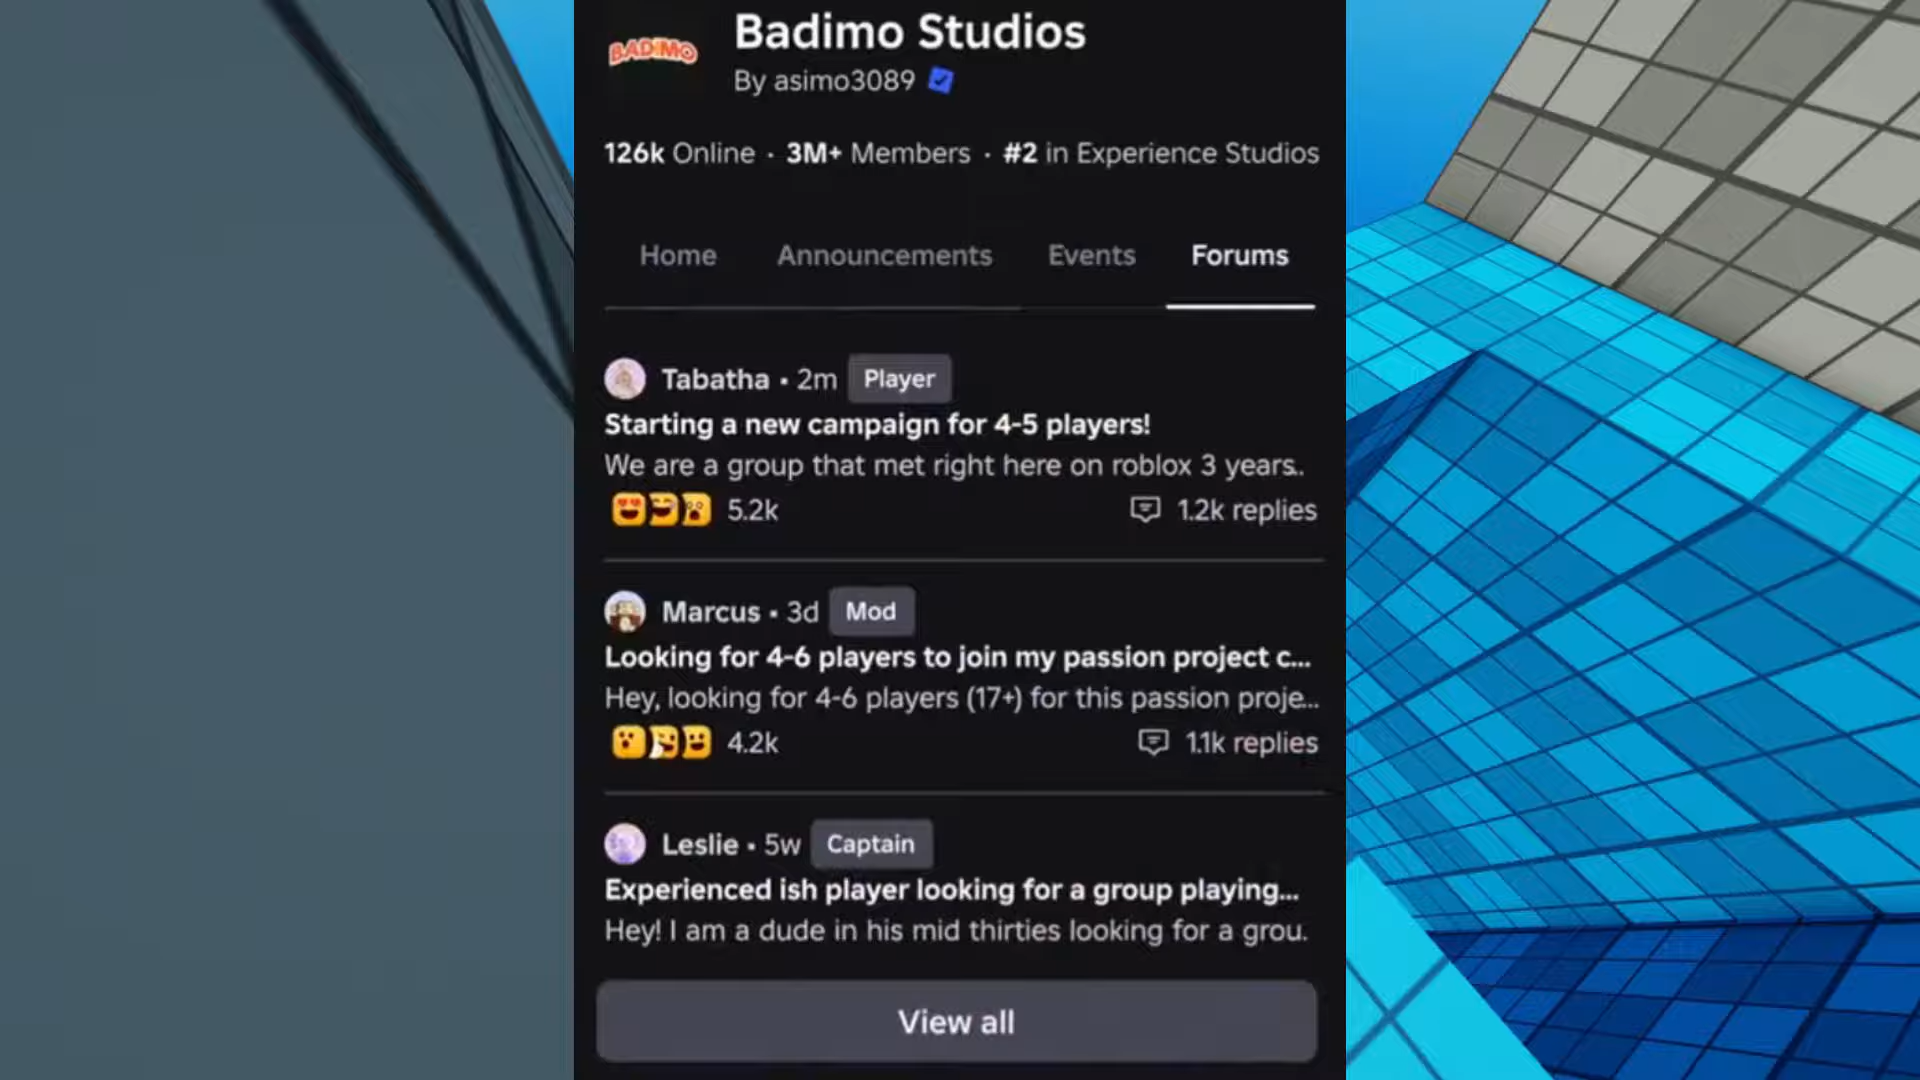 BADIMO
Badimo Studios
By asimo3089
126k Online · 3M+ Members · #2 in Experience Studios
Home Announcements Events Forums
Tabatha • 2m Player
Starting a new campaign for 4-5 players!
We are a group that met right here on roblox 3 years..
5.2k 1.2k replies
Marcus • 3d Mod
Looking for 4-6 players to join my passion project c...
Hey, looking for 4-6 players (17+) for this passion proje...
4.2k 1.1k replies
Leslie • 5w Captain
Experienced ish player looking for a group playing...
Hey! I am a dude in his mid thirties looking for a grou.
View all